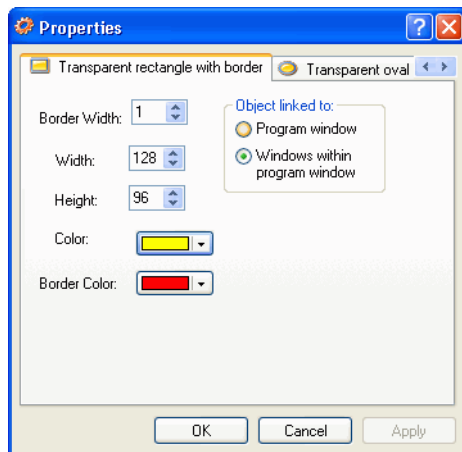 Properties
Transparent rectangle with border
Transparent oval
Border Width: 1
Object linked to:
Program window
Width: 128
Windows within
program window
Height: 96
Color:
Border Color:
OK
Cancel
Apply